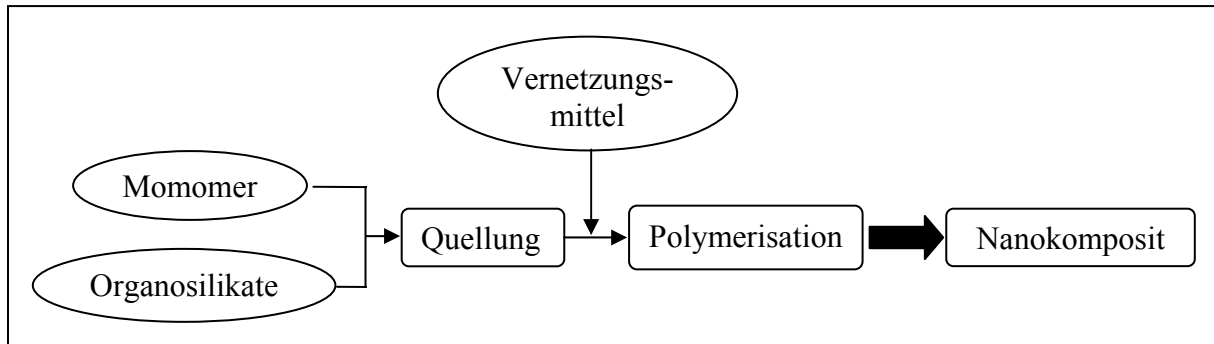 Vernetzungs-
mittel
Momomer
Organosilikate
Quellung
Polymerisation
Nanokomposit